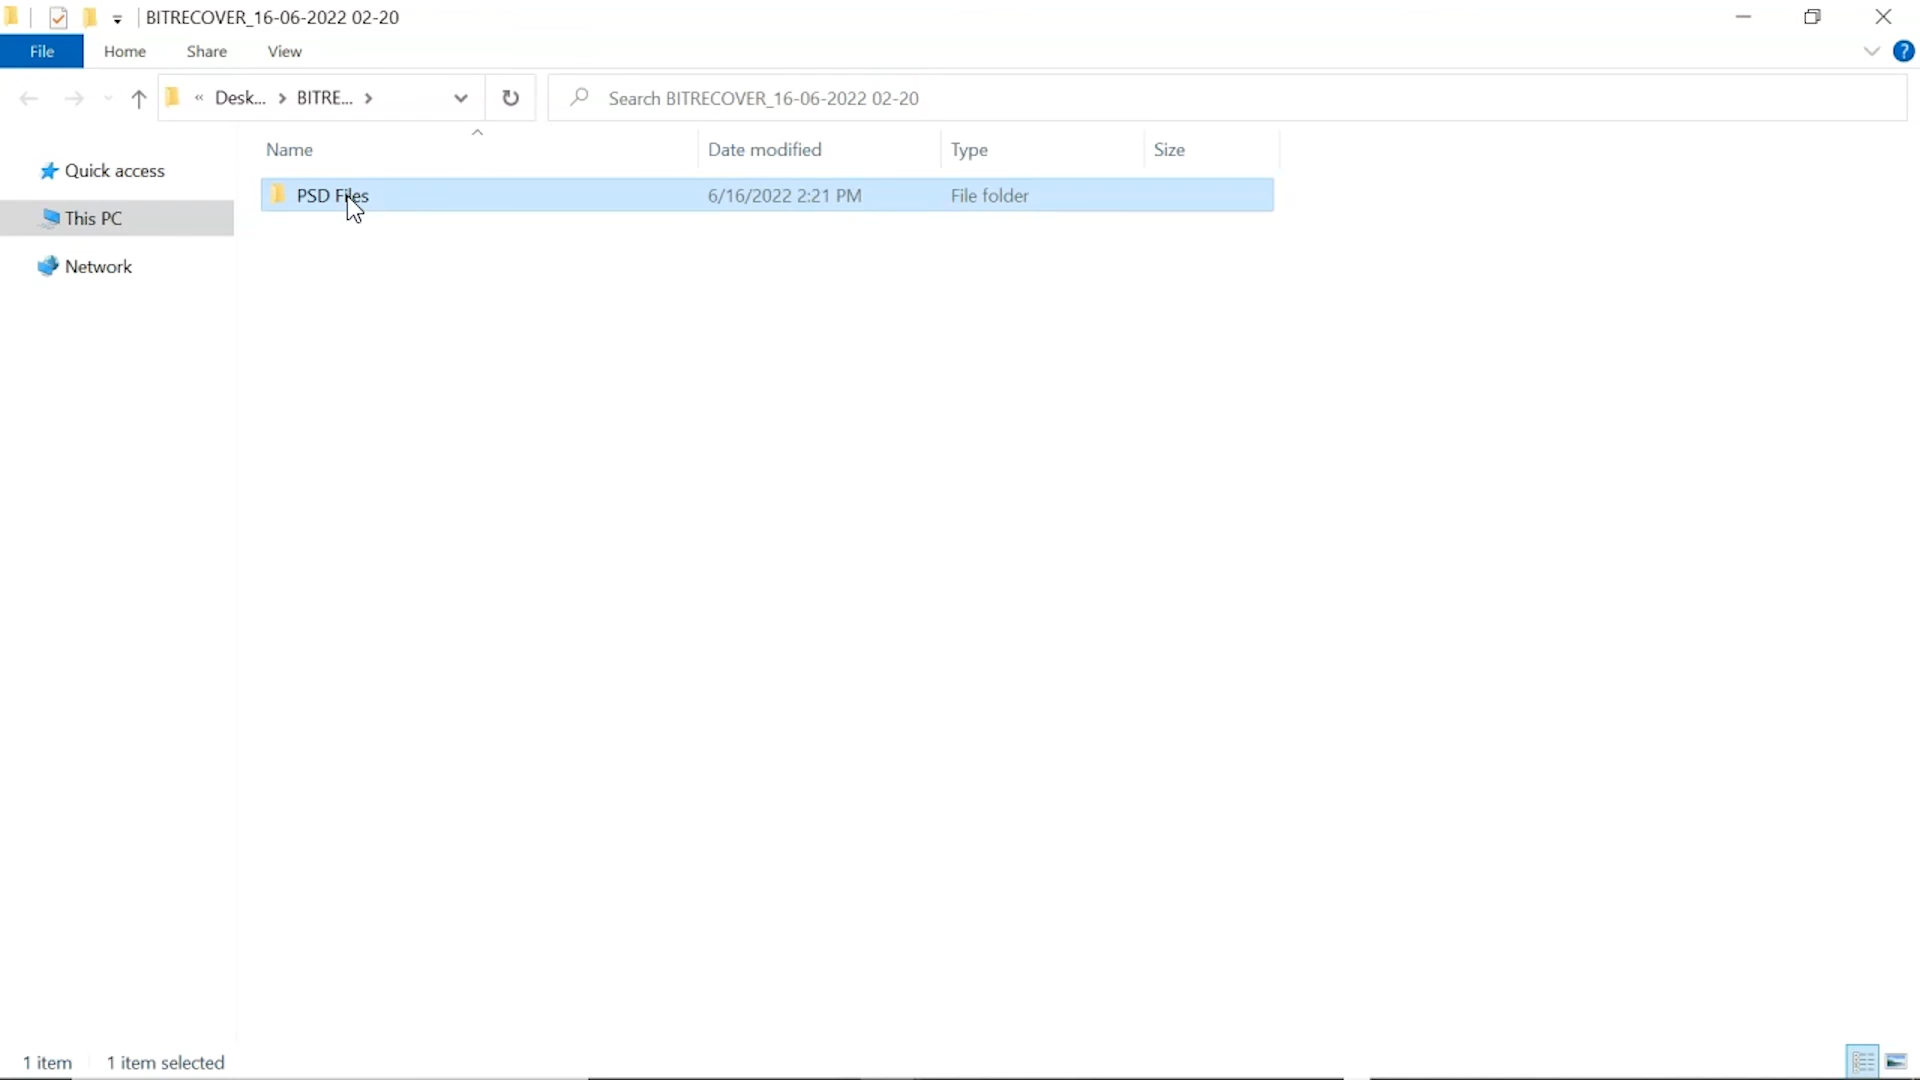 BITRECOVER_16-06-2022 02-20
File Home Share View
« Desk... > BITRE... > Search BITRECOVER_16-06-2022 02-20
Name Date modified Type Size
Quick access
PSD Files 6/16/2022 2:21 PM File folder
This PC
Network
1 item 1 item selected